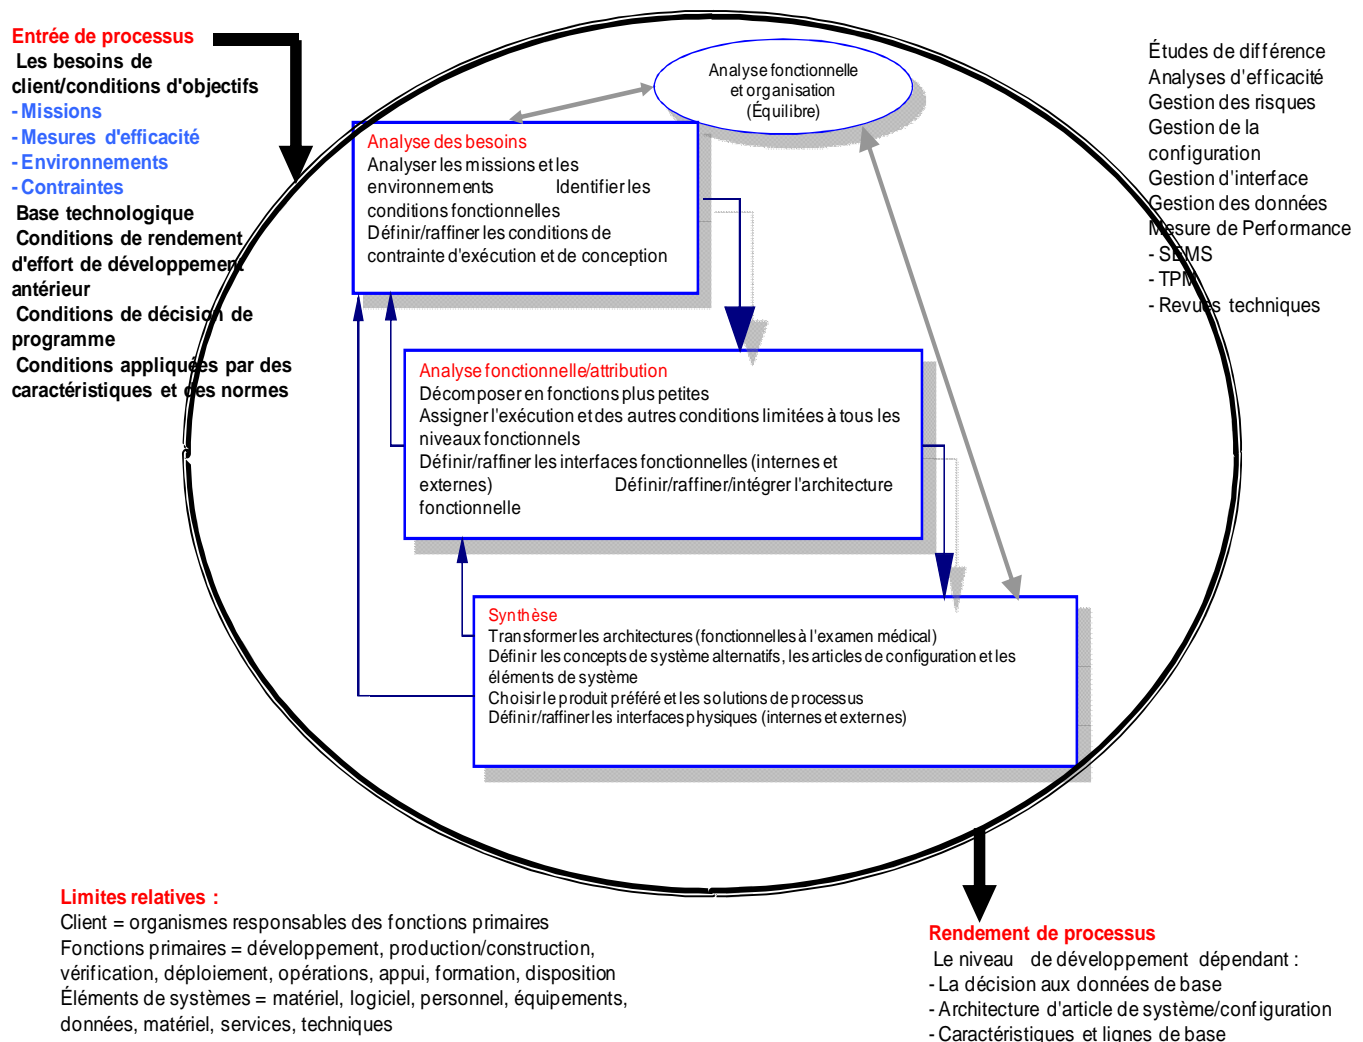 Entrée de processus
Les besoins de
client/conditions d'objectifs
- Missions
- Mesures d'efficacité
- Environnements
- Contraintes
Base technologique
Conditions de rendement
d'effort de développement
antérieur
Conditions de décision de
programme
Conditions appliquées par des
caractéristiques et des normes
Analyse fonctionnelle
et organisation
(Équilibre)
Études de différence
Analyses d'efficacité
Gestion des risques
Gestion de la
configuration
Gestion d'interface
Gestion des données
Mesure de Performance
- SEMS
- TPM
- Revues techniques
Analyse des besoins
Analyser les missions et les
environnements Identifier les
conditions fonctionnelles
Définir/raffiner les conditions de
contrainte d'exécution et de conception
Analyse fonctionnelle/attribution
Décomposer en fonctions plus petites
Assigner l'exécution et des autres conditions limitées à tous les
niveaux fonctionnels
Définir/raffiner les interfaces fonctionnelles (internes et
externes) Définir/raffiner/intégrer l'architecture
fonctionnelle
Synthèse
Transformer les architectures (fonctionnelles à l'examen médical)
Définir les concepts de système alternatifs, les articles de configuration et les
éléments de système
Choisir le produit préféré et les solutions de processus
Définir/raffiner les interfaces physiques (internes et externes)
Limites relatives :
Client = organismes responsables des fonctions primaires
Fonctions primaires = développement, production/construction,
vérification, déploiement, opérations, appui, formation, disposition
Éléments de systèmes = matériel, logiciel, personnel, équipements,
données, matériel, services, techniques
Rendement de processus
Le niveau de développement dépendant :
- La décision aux données de base
- Architecture d'article de système/configuration
- Caractéristiques et lignes de base